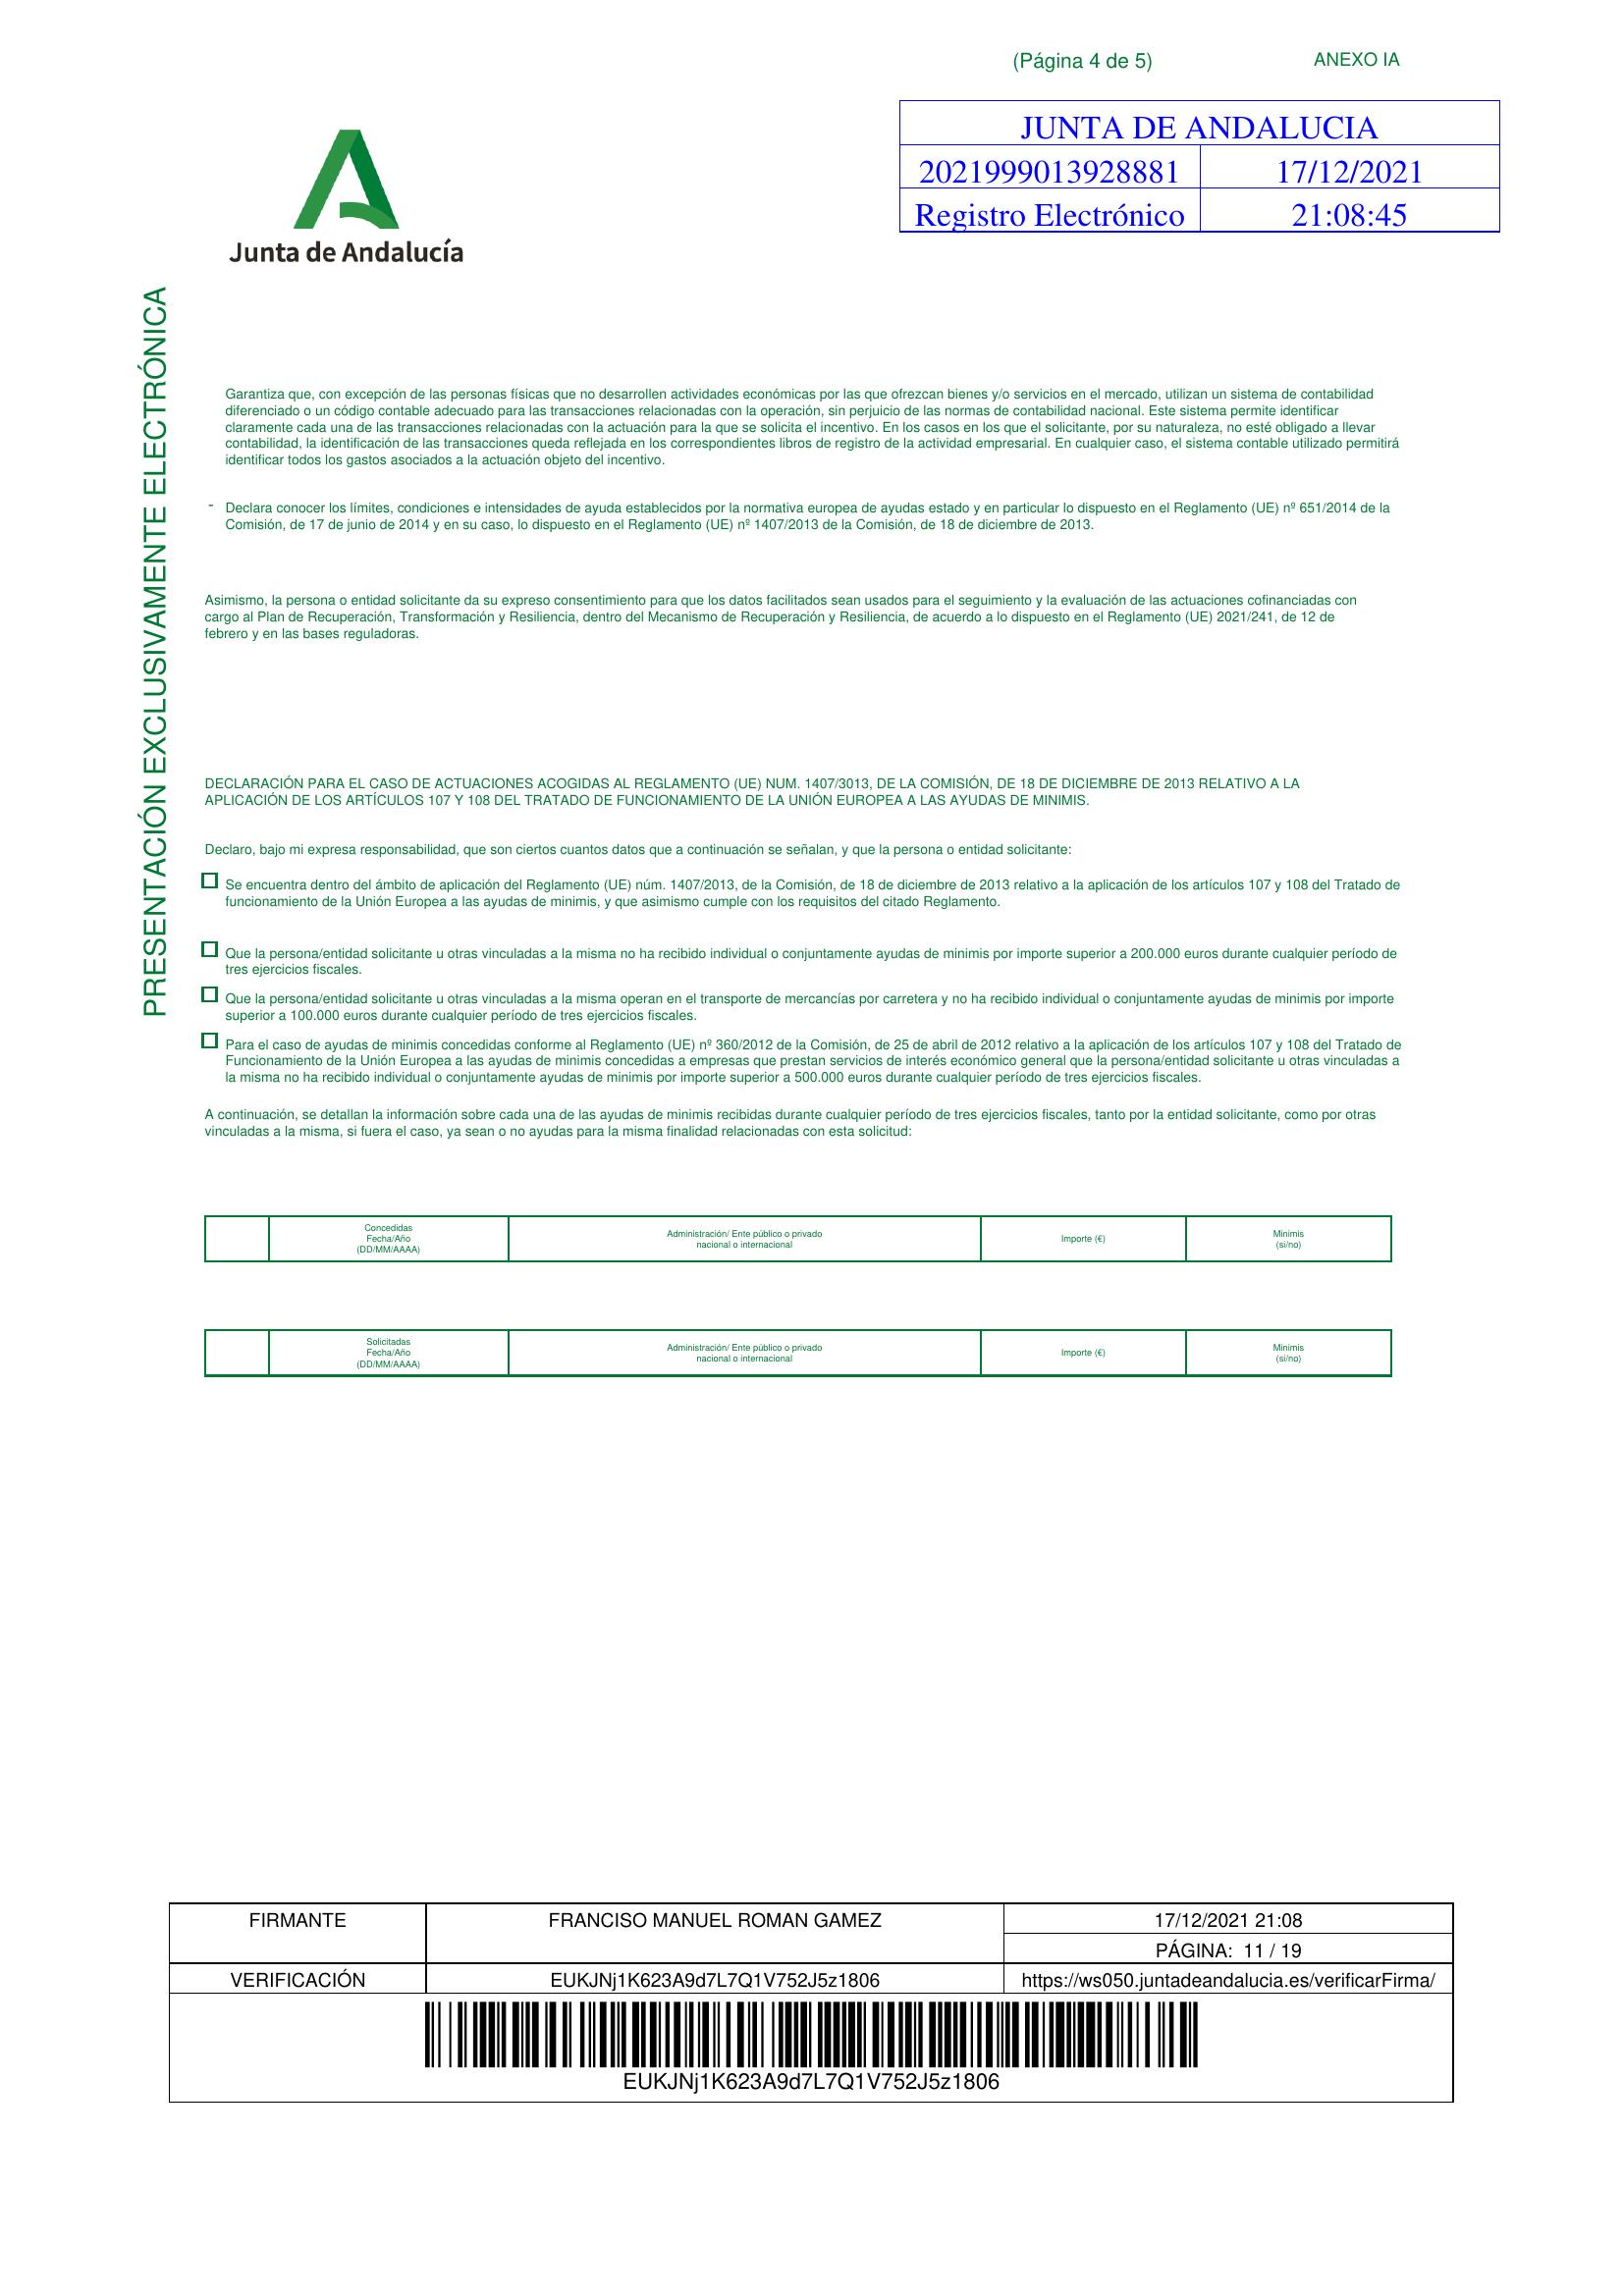 (Página 4 de 5)
ANEXO IA
JUNTA DE ANDALUCIA
2021999013928881
17/12/2021
Registro Electrónico
21:08:45
Junta de Andalucía
PRESENTACIÓN EXCLUSIVAMENTE ELECTRÓNICA
Garantiza que, con excepción de las personas físicas que no desarrollen actividades económicas por las que ofrezcan bienes y/o servicios en el mercado, utilizan un sistema de contabilidad
diferenciado o un código contable adecuado para las transacciones relacionadas con la operación, sin perjuicio de las normas de contabilidad nacional. Este sistema permite identificar
claramente cada una de las transacciones relacionadas con la actuación para la que se solicita el incentivo. En los casos en los que el solicitante, por su naturaleza, no esté obligado a llevar
contabilidad, la identificación de las transacciones queda reflejada en los correspondientes libros de registro de la actividad empresarial. En cualquier caso, el sistema contable utilizado permitirá
identificar todos los gastos asociados a la actuación objeto del incentivo.
- Declara conocer los límites, condiciones e intensidades de ayuda establecidos por la normativa europea de ayudas estado y en particular lo dispuesto en el Reglamento (UE) nº 651/2014 de la
Comisión, de 17 de junio de 2014 y en su caso, lo dispuesto en el Reglamento (UE) nº 1407/2013 de la Comisión, de 18 de diciembre de 2013.
Asimismo, la persona o entidad solicitante da su expreso consentimiento para que los datos facilitados sean usados para el seguimiento y la evaluación de las actuaciones cofinanciadas con
cargo al Plan de Recuperación, Transformación y Resiliencia, dentro del Mecanismo de Recuperación y Resiliencia, de acuerdo a lo dispuesto en el Reglamento (UE) 2021/241, de 12 de
febrero y en las bases reguladoras.
DECLARACIÓN PARA EL CASO DE ACTUACIONES ACOGIDAS AL REGLAMENTO (UE) NUM. 1407/3013, DE LA COMISIÓN, DE 18 DE DICIEMBRE DE 2013 RELATIVO A LA
APLICACIÓN DE LOS ARTÍCULOS 107 Y 108 DEL TRATADO DE FUNCIONAMIENTO DE LA UNIÓN EUROPEA A LAS AYUDAS DE MINIMIS.
Declaro, bajo mi expresa responsabilidad, que son ciertos cuantos datos que a continuación se señalan, y que la persona o entidad solicitante:
Se encuentra dentro del ámbito de aplicación del Reglamento (UE) núm. 1407/2013, de la Comisión, de 18 de diciembre de 2013 relativo a la aplicación de los artículos 107 y 108 del Tratado de
funcionamiento de la Unión Europea a las ayudas de minimis, y que asimismo cumple con los requisitos del citado Reglamento.
Que la persona/entidad solicitante u otras vinculadas a la misma no ha recibido individual o conjuntamente ayudas de minimis por importe superior a 200.000 euros durante cualquier período de
tres ejercicios fiscales.
Que la persona/entidad solicitante u otras vinculadas a la misma operan en el transporte de mercancías por carretera y no ha recibido individual o conjuntamente ayudas de minimis por importe
superior a 100.000 euros durante cualquier período de tres ejercicios fiscales.
Para el caso de ayudas de minimis concedidas conforme al Reglamento (UE) nº 360/2012 de la Comisión, de 25 de abril de 2012 relativo a la aplicación de los artículos 107 y 108 del Tratado de
Funcionamiento de la Unión Europea a las ayudas de minimis concedidas a empresas que prestan servicios de interés económico general que la persona/entidad solicitante u otras vinculadas a
la misma no ha recibido individual o conjuntamente ayudas de minimis por importe superior a 500.000 euros durante cualquier período de tres ejercicios fiscales.
A continuación, se detallan la información sobre cada una de las ayudas de minimis recibidas durante cualquier período de tres ejercicios fiscales, tanto por la entidad solicitante, como por otras
vinculadas a la misma, si fuera el caso, ya sean o no ayudas para la misma finalidad relacionadas con esta solicitud:
Concedidas
Fecha/Año
(DD/MM/AAAA)
Administración/ Ente público o privado
nacional o internacional
Importe (€)
Minimis
(si/no)
Solicitadas
Fecha/Año
(DD/MM/AAAA)
Administración/ Ente público o privado
nacional o internacional
Importe (€)
Minimis
(si/no)
FIRMANTE
FRANCISO MANUEL ROMAN GAMEZ
17/12/2021 21:08
PÁGINA: 11 / 19
VERIFICACIÓN
EUKJNj1K623A9d7L7Q1V752J5z1806
https://ws050.juntadeandalucia.es/verificarFirma/
EUKJNj1K623A9d7L7Q1V752J5z1806